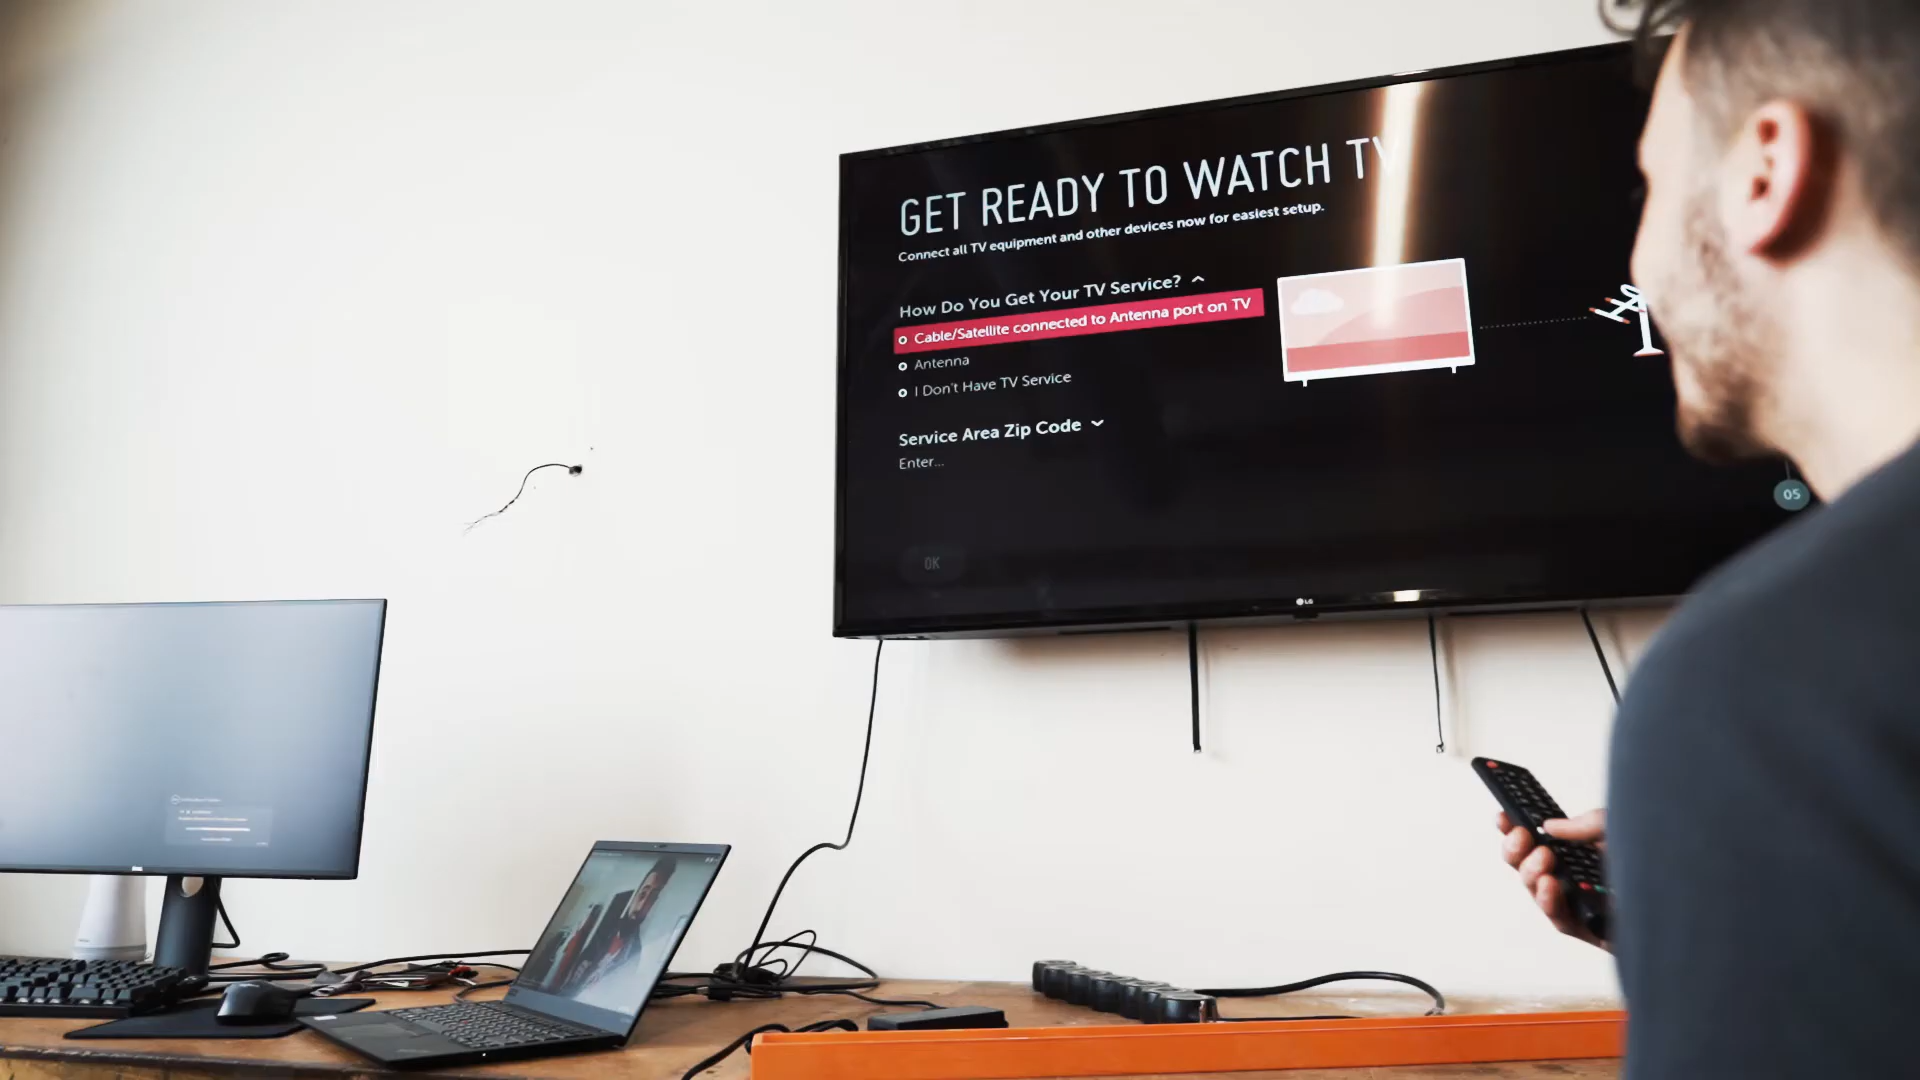 GET READY TO WATCH TV
Connect all TV equipment and other devices now for easiest setup.
How Do You Get Your TV Service?
Cable/Satellite connected to Antenna port on TV
Antenna
I Don't Have TV Service
Service Area Zip Code
Enter...
05
OK
LG